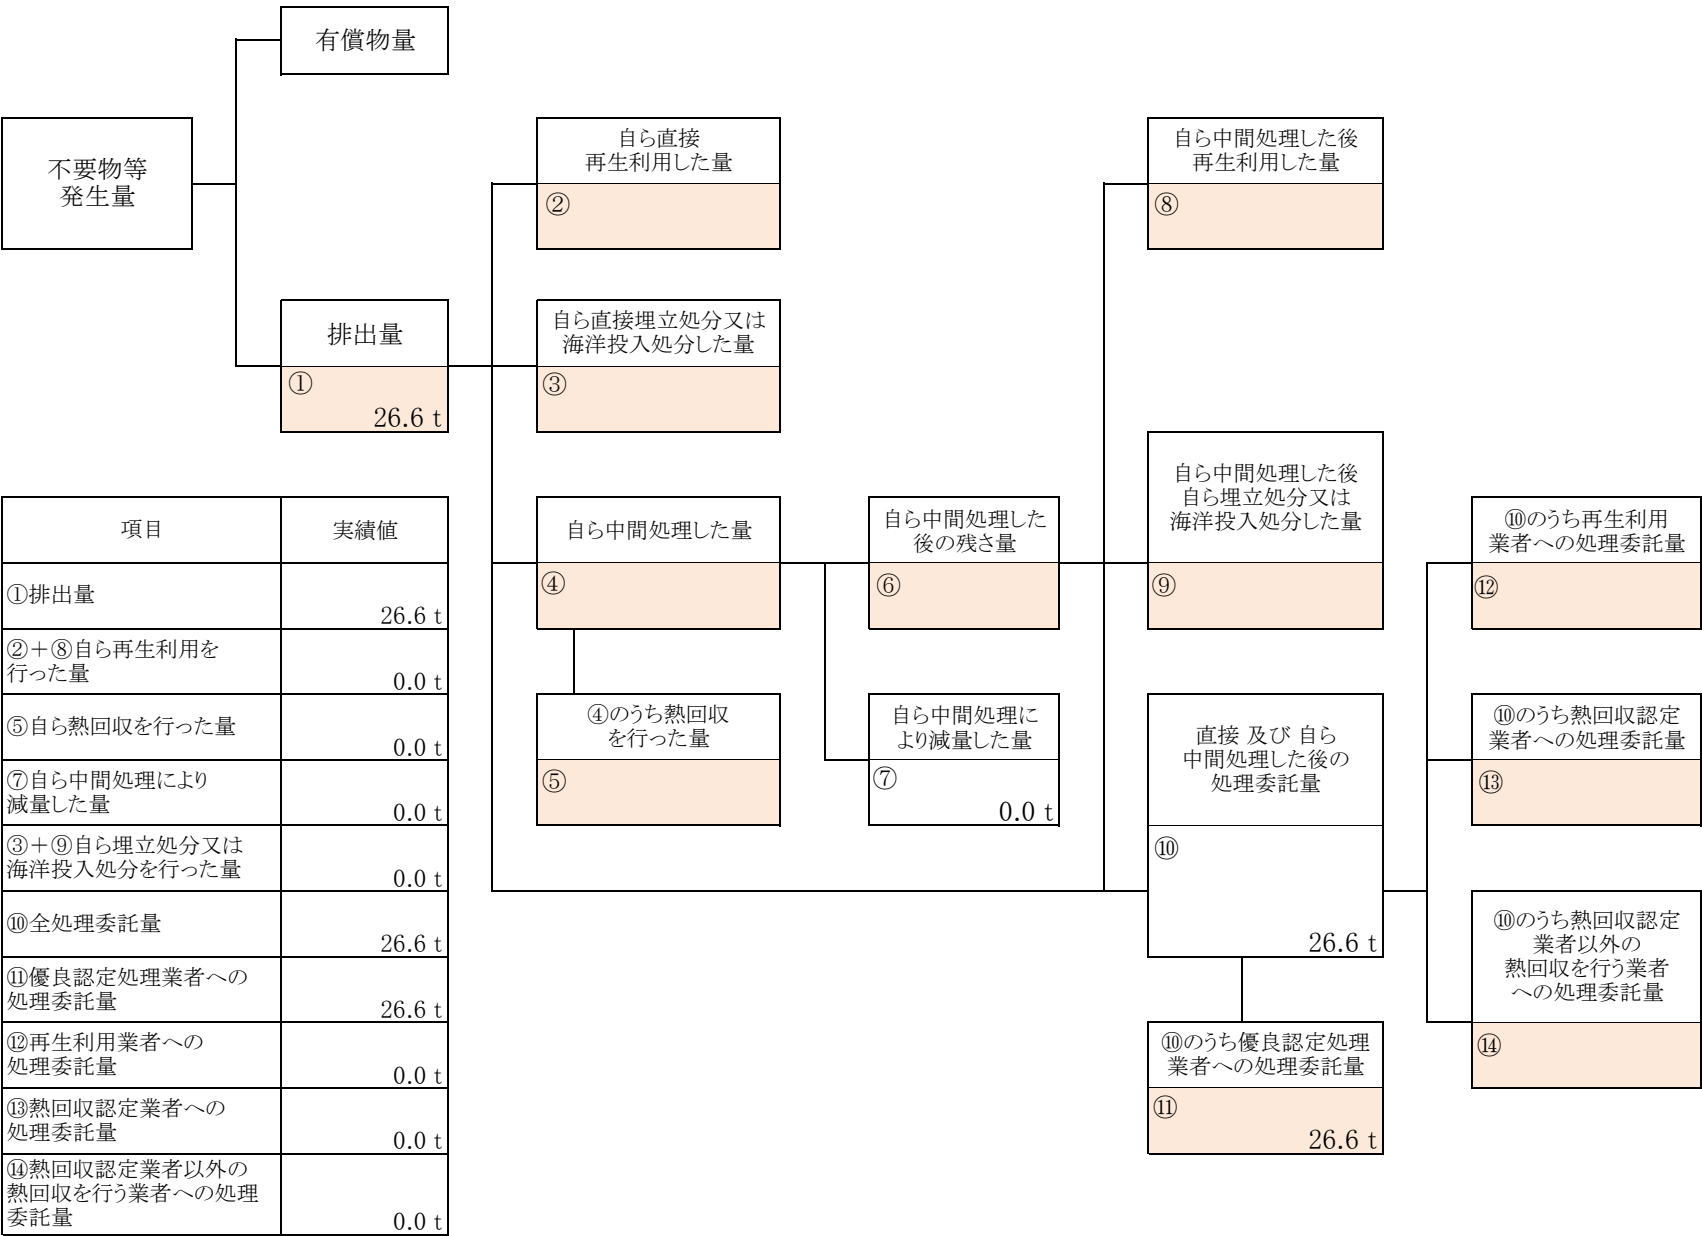 有償物量
不要物等
発生量
自ら直接
再生利用した量
②
自ら中間処理した後
再生利用した量
⑧
排出量
①
26.6 t
自ら直接埋立処分又は
海洋投入処分した量
③
自ら中間処理した量
④
自ら中間処理した
後の残さ量
⑥
自ら中間処理した後
自ら埋立処分又は
海洋投入処分した量
⑨
⑩のうち再生利用
業者への処理委託量
⑫
④のうち熱回収
を行った量
⑤
自ら中間処理に
より減量した量
⑦
0.0 t
直接 及び 自ら
中間処理した後の
処理委託量
⑩
26.6 t
⑩のうち熱回収認定
業者への処理委託量
⑬
⑩のうち熱回収認定
業者以外の
熱回収を行う業者
への処理委託量
⑭
⑩のうち優良認定処理
業者への処理委託量
⑪
26.6 t
項目 実績値
①排出量
26.6 t
②＋⑧自ら再生利用を
行った量
0.0 t
⑤自ら熱回収を行った量
0.0 t
⑦自ら中間処理により
減量した量
0.0 t
③＋⑨自ら埋立処分又は
海洋投入処分を行った量
0.0 t
⑩全処理委託量
26.6 t
⑪優良認定処理業者への
処理委託量
26.6 t
⑫再生利用業者への
処理委託量
0.0 t
⑬熱回収認定業者への
処理委託量
0.0 t
⑭熱回収認定業者以外の
熱回収を行う業者への処理
委託量
0.0 t